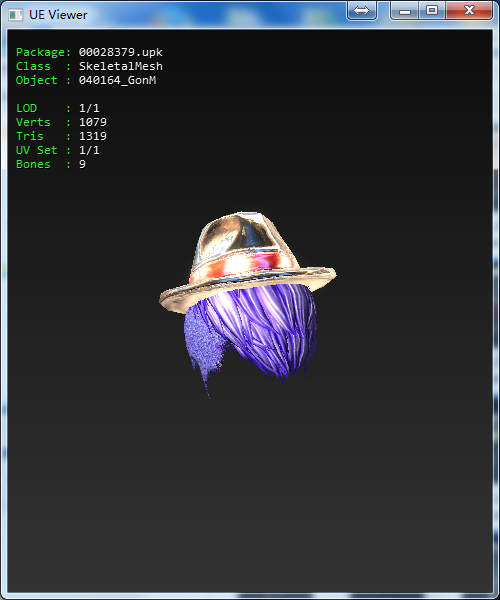 UE Viewer
Package: 00028379.upk
Class : SkeletalMesh
Object : 040164_GonM
LOD : 1/1
Verts : 1079
Tris : 1319
UV Set : 1/1
Bones : 9